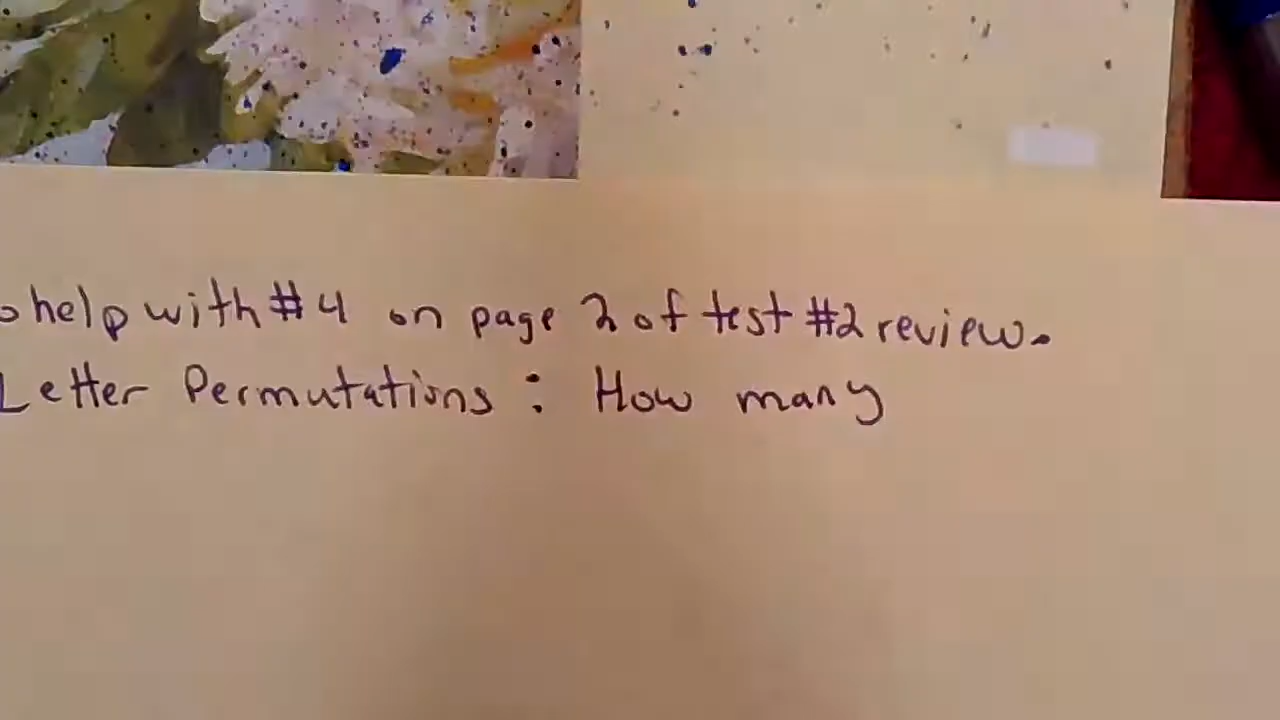 o help with #4 on page 2 of test #2 review.
Letter Permutations : How many